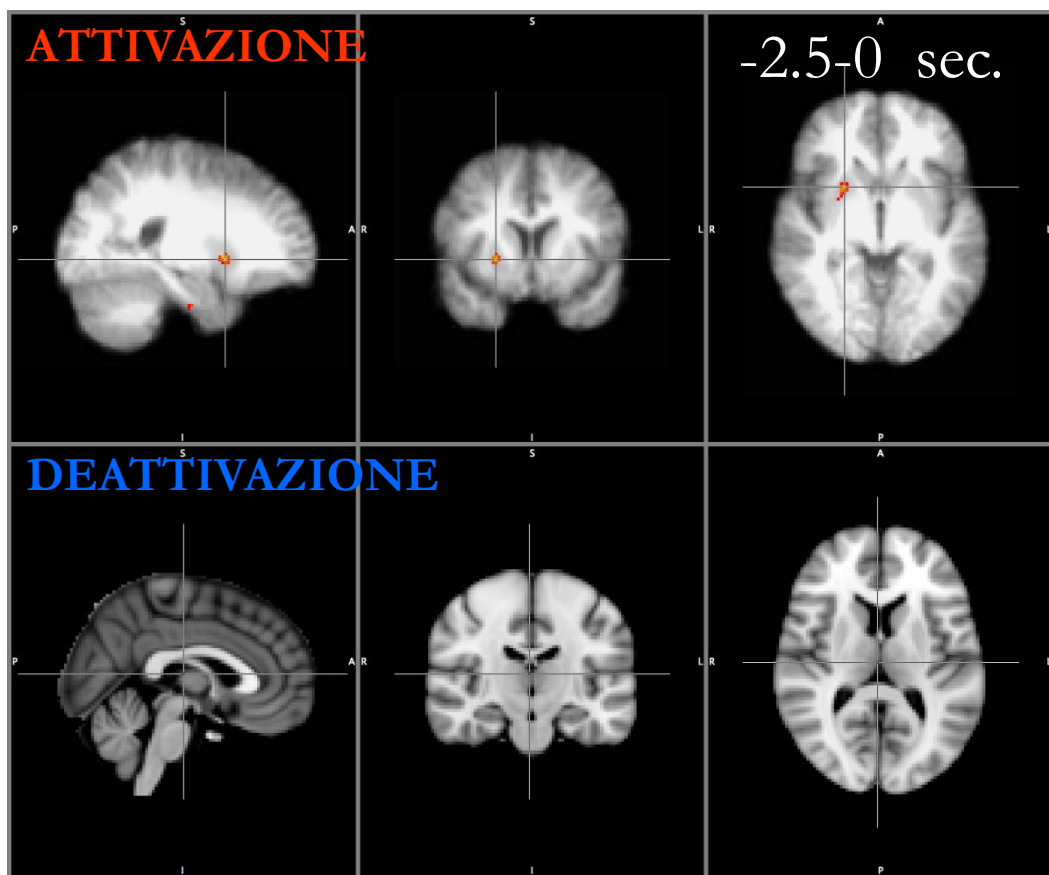 S S A
ATTIVAZIONE -2.5-0 sec.
P A R L R
I I P
S S A
DEATTIVAZIONE
P A R L R
I I P